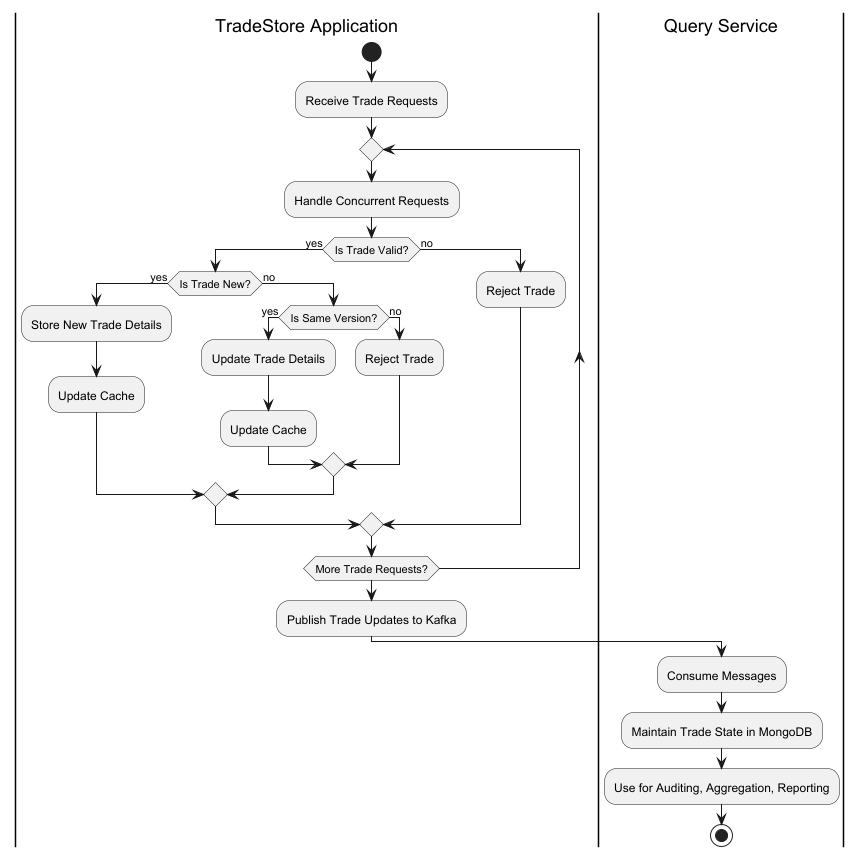 TradeStore Application
Query Service
Receive Trade Requests
Handle Concurrent Requests
yes
Is Trade Valid?
no
yes
Is Trade New?
no
Reject Trade
Store New Trade Details
yes
Is Same Version?
no
Update Trade Details
Reject Trade
Update Cache
Update Cache
More Trade Requests?
Publish Trade Updates to Kafka
Consume Messages
Maintain Trade State in MongoDB
Use for Auditing, Aggregation, Reporting